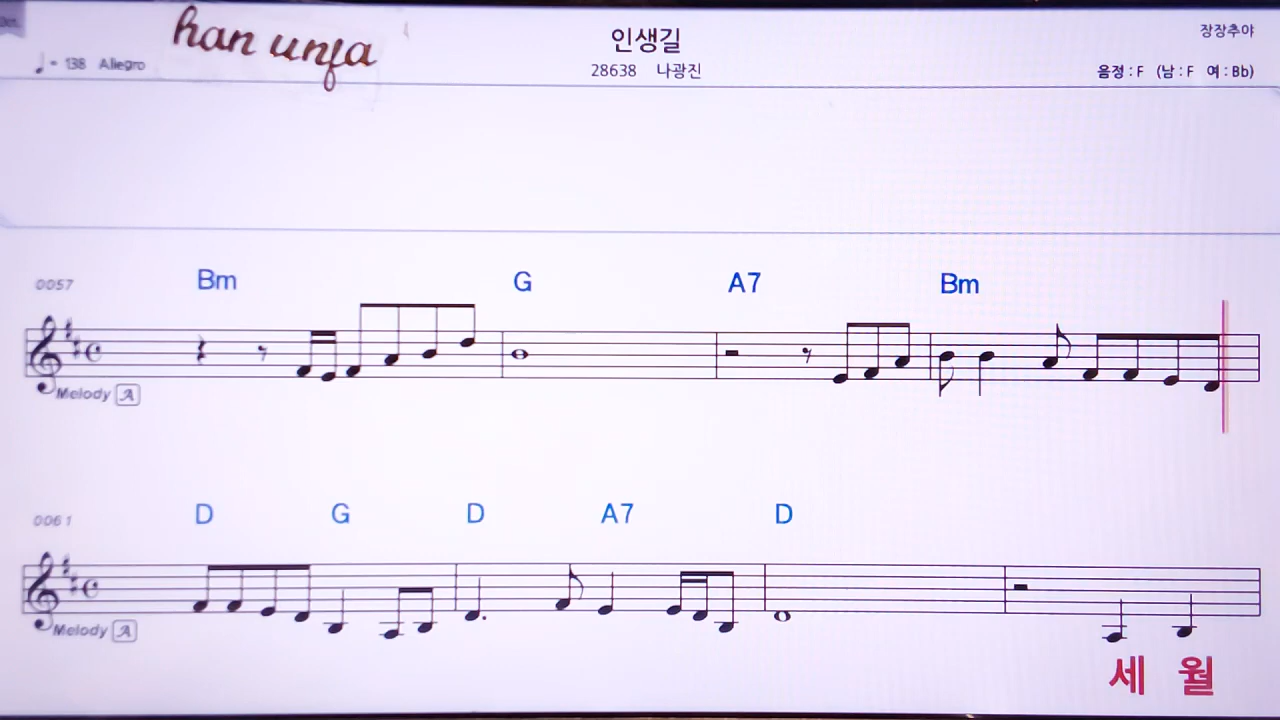 han unfa
인생길
장장추야
♩= 138 Allegro
28638 나광진
음정 : F (남 : F 여 : Bb)
0057 Bm G A7 Bm
Melody A
0061 D G D A7 D
Melody A
세 월